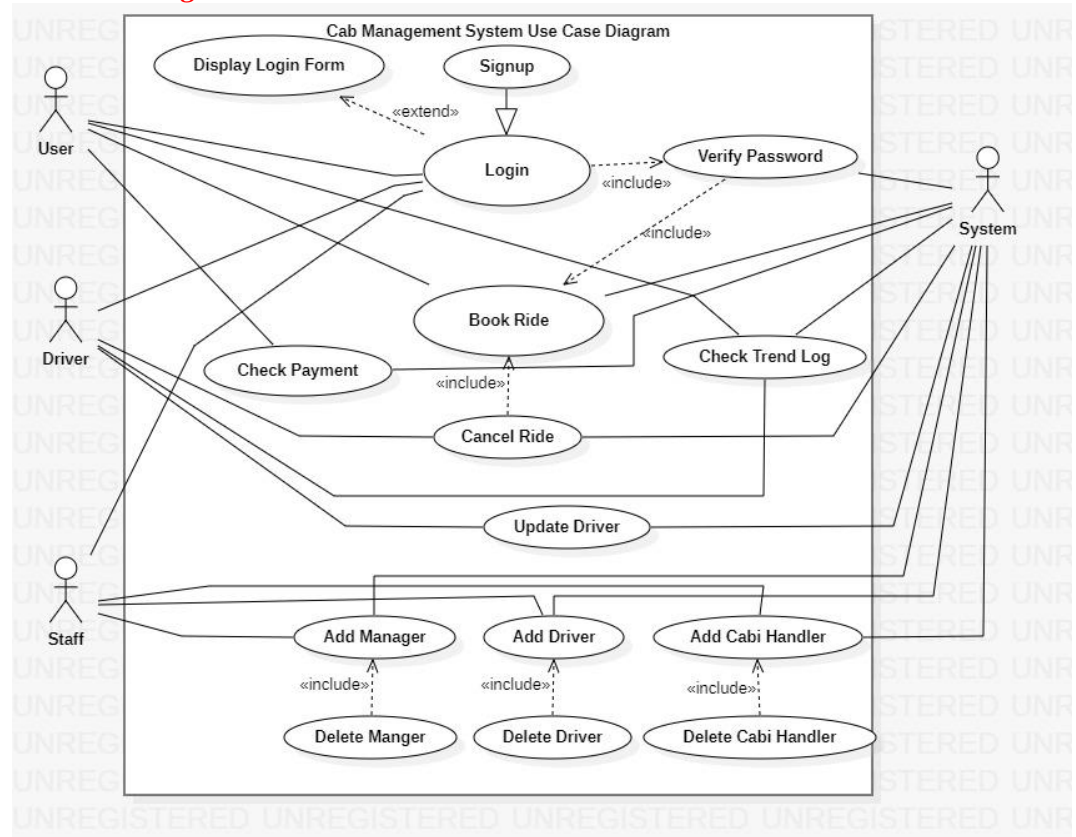 Cab Management System Use Case Diagram
Display Login Form
Signup
«extend»
Login
Verify Password
«include»
User
System
«include»
Book Ride
Driver
Check Payment
Check Trend Log
«include»
Cancel Ride
Update Driver
Staff
Add Manager
Add Driver
Add Cabi Handler
«include»
«include»
«include»
Delete Manger
Delete Driver
Delete Cabi Handler
UNREGISTERED UNREGISTERED UNREGISTERED UNREGISTERED UNR